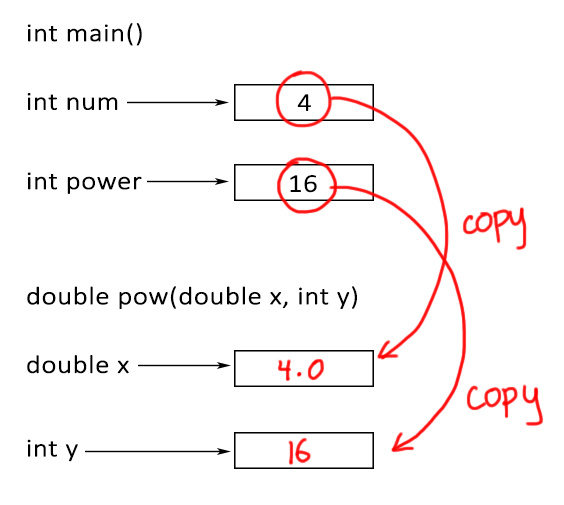 int main()
int num
4
int power
16
copy
double pow(double x, int y)
double x
4.0
copy
int y
16